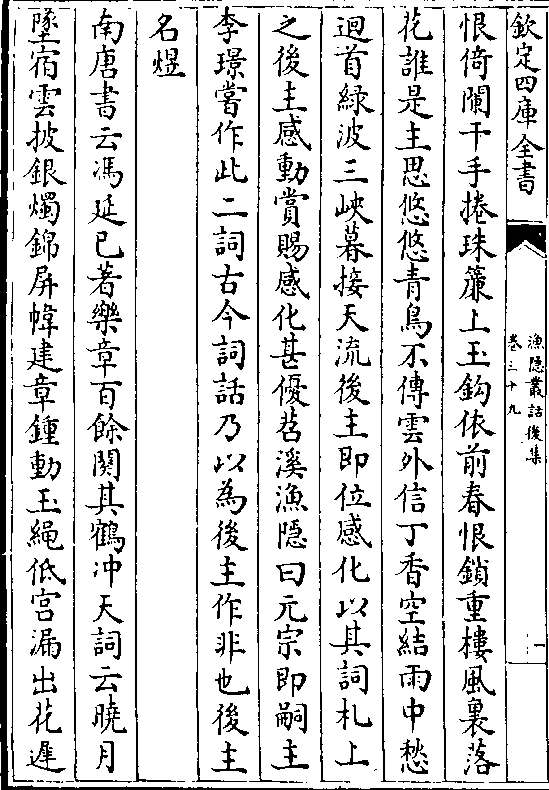 欽定四庫全書
漁隱叢話後集
卷三十九
一
恨倚闌干手捲珠簾上玉鈎依前春恨鎖重樓風裏落
花誰是主思悠悠青鳥不傳雲外信丁香空結雨中愁
迴首緑波三峽暮接天流後主即位感化以其詞札上
之後主感動賞賜感化甚優苕溪漁隱曰元宗即嗣主
李璟嘗作此二詞古今詞話乃以為後主作非也後主
名煜
南唐書云馮延已著樂章百餘闋其鶴冲天詞云曉月
墜宿雲披銀燭錦屏幃建章鍾動玉繩低宫漏出花遲